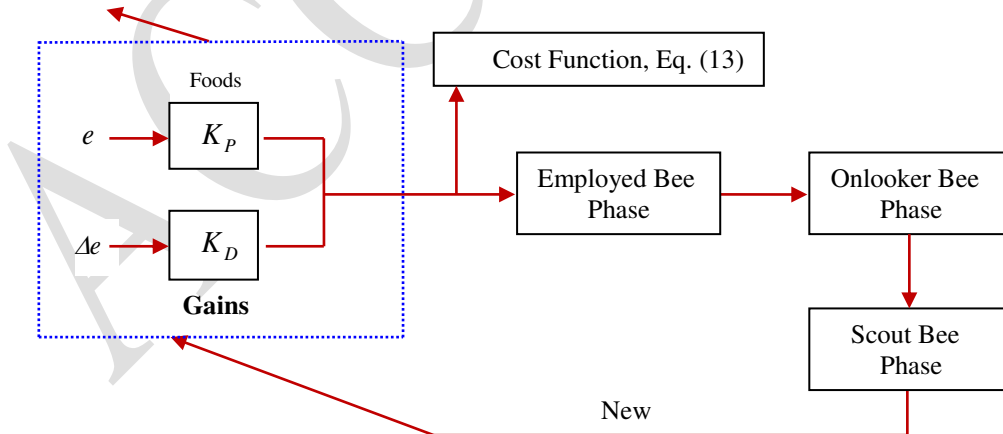 Cost Function, Eq. (13)
Foods
e
K_P
Employed Bee
Phase
Onlooker Bee
Phase
Δe
K_D
Gains
Scout Bee
Phase
New